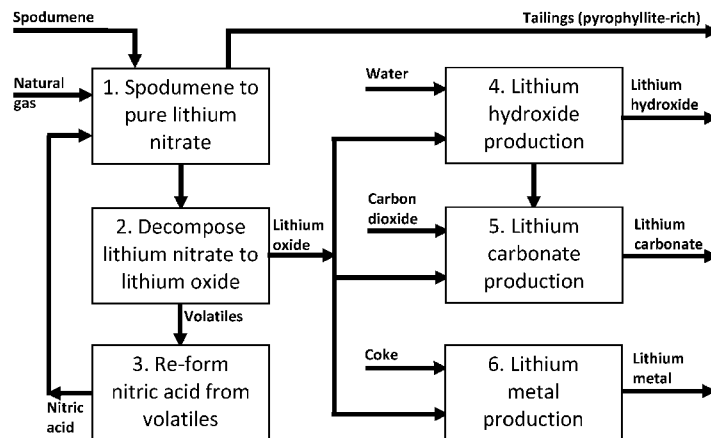 Spodumene
Tailings (pyrophyllite-rich)
Natural
gas
1. Spodumene to
pure lithium
nitrate
Water
4. Lithium
hydroxide
production
Lithium
hydroxide
2. Decompose
lithium nitrate to
lithium oxide
Lithium
oxide
Carbon
dioxide
5. Lithium
carbonate
production
Lithium
carbonate
Volatiles
3. Re-form
nitric acid from
volatiles
Nitric
acid
Coke
6. Lithium
metal
production
Lithium
metal